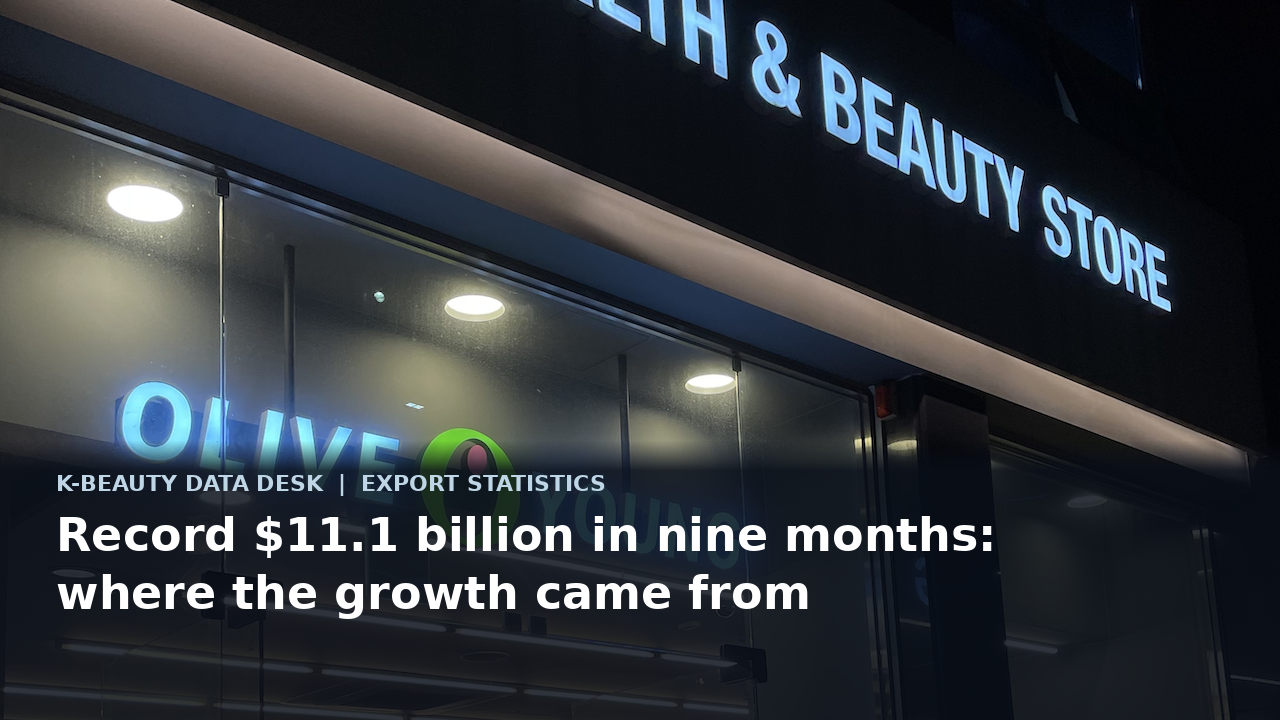 & BEAUTY STORE
OLIVE YOUNG
K-BEAUTY DATA DESK | EXPORT STATISTICS
Record $11.1 billion in nine months:
where the growth came from